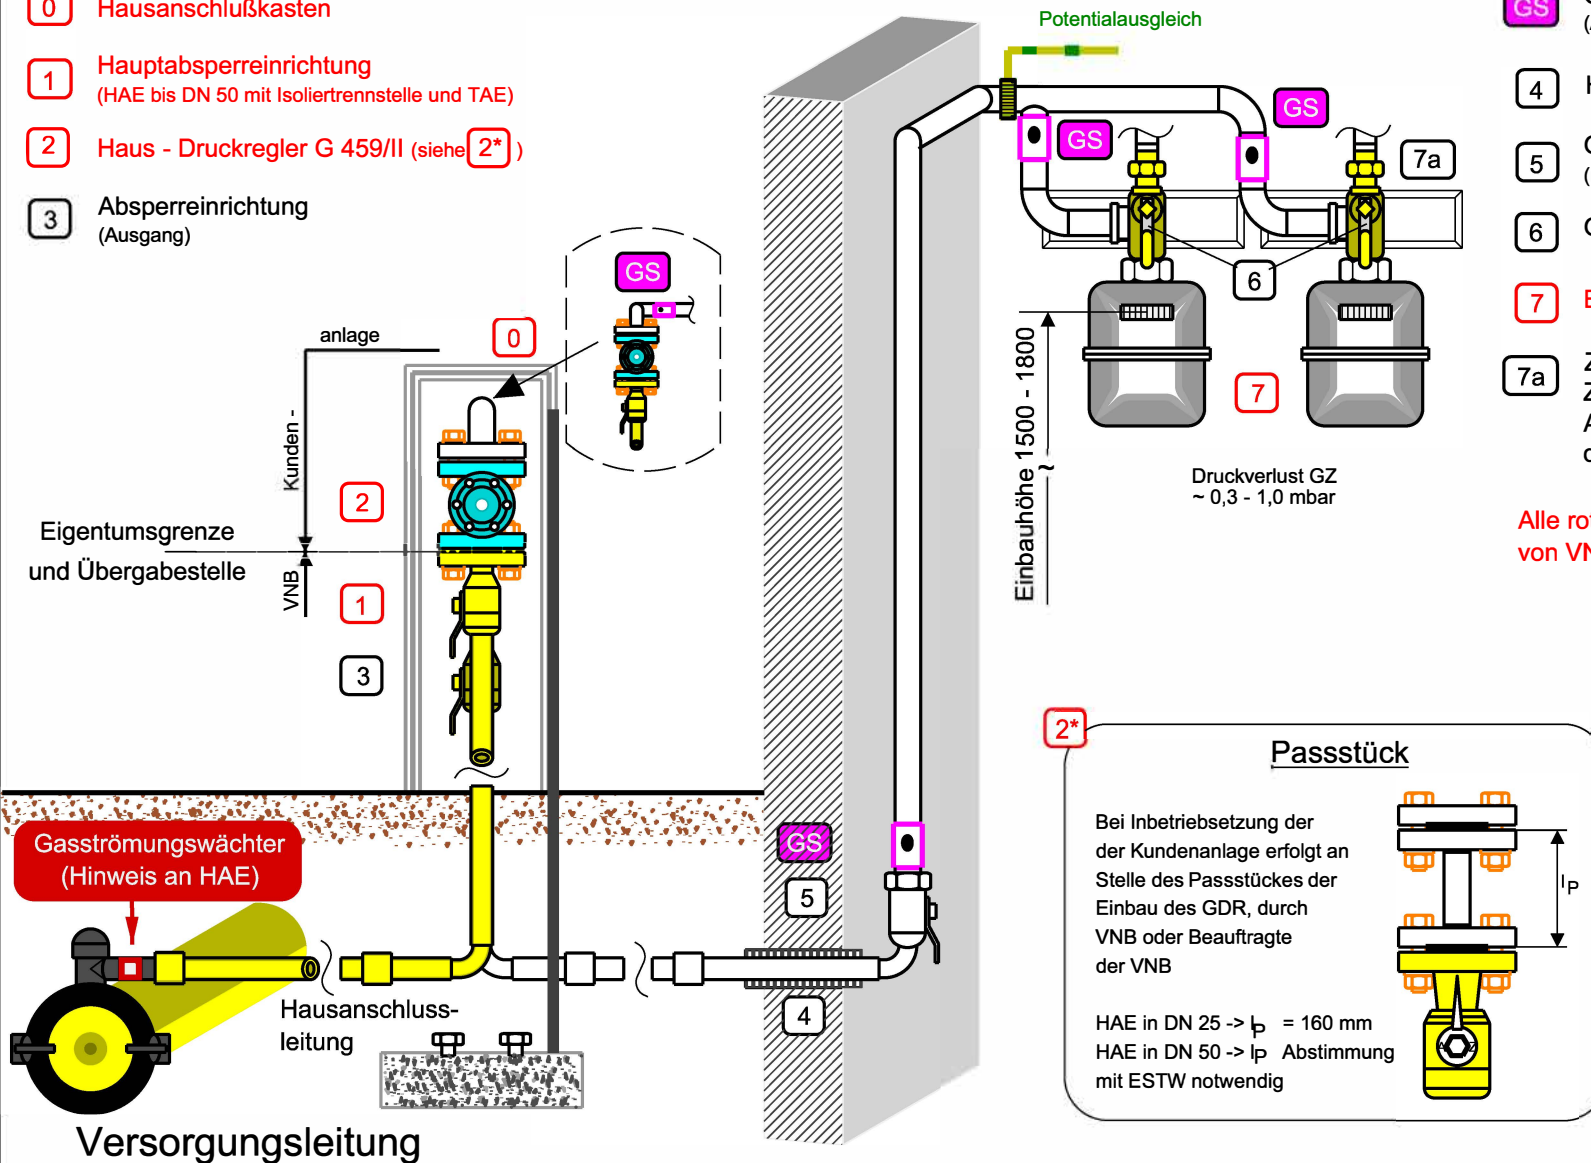 0 Hausanschlußkasten
1 Hauptabsperreinrichtung
(HAE bis DN 50 mit Isoliertrennstelle und TAE)
2 Haus - Druckregler G 459/II (siehe 2* )
3 Absperreinrichtung
(Ausgang)
Potentialausgleich
GS
GS
GS
7a
6
7
Einbauhöhe 1500 - 1800
~
Druckverlust GZ
~ 0,3 - 1,0 mbar
GS
4
5
6
7
7a
Alle
von
anlage
Kunden -
0
2
Eigentumsgrenze
und Übergabestelle
VNB
1
3
Gasströmungswächter
(Hinweis an HAE)
Hausanschluss-
leitung
Versorgungsleitung
GS
5
4
2*
Passstück
Bei Inbetriebsetzung der
der Kundenanlage erfolgt an
Stelle des Passstückes der
Einbau des GDR, durch
VNB oder Beauftragte
der VNB
HAE in DN 25 -> lP = 160 mm
HAE in DN 50 -> lP Abstimmung
mit ESTW notwendig
lP